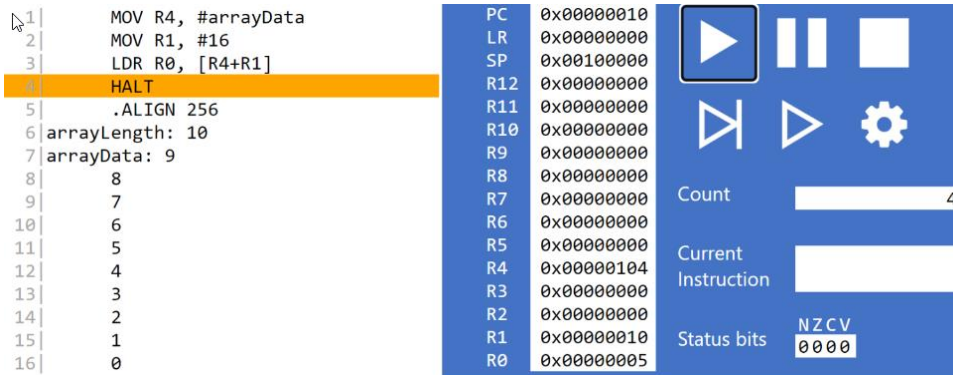 1| MOV R4, #arrayData
2| MOV R1, #16
3| LDR R0, [R4+R1]
4| HALT
5| .ALIGN 256
6|arrayLength: 10
7|arrayData: 9
8| 8
9| 7
10| 6
11| 5
12| 4
13| 3
14| 2
15| 1
16| 0
PC 0x00000010
LR 0x00000000
SP 0x00100000
R12 0x00000000
R11 0x00000000
R10 0x00000000
R9 0x00000000
R8 0x00000000
R7 0x00000000
R6 0x00000000
R5 0x00000000
R4 0x00000104
R3 0x00000000
R2 0x00000000
R1 0x00000010
R0 0x00000005
Count 4
Current
Instruction
Status bits
NZCV
0000